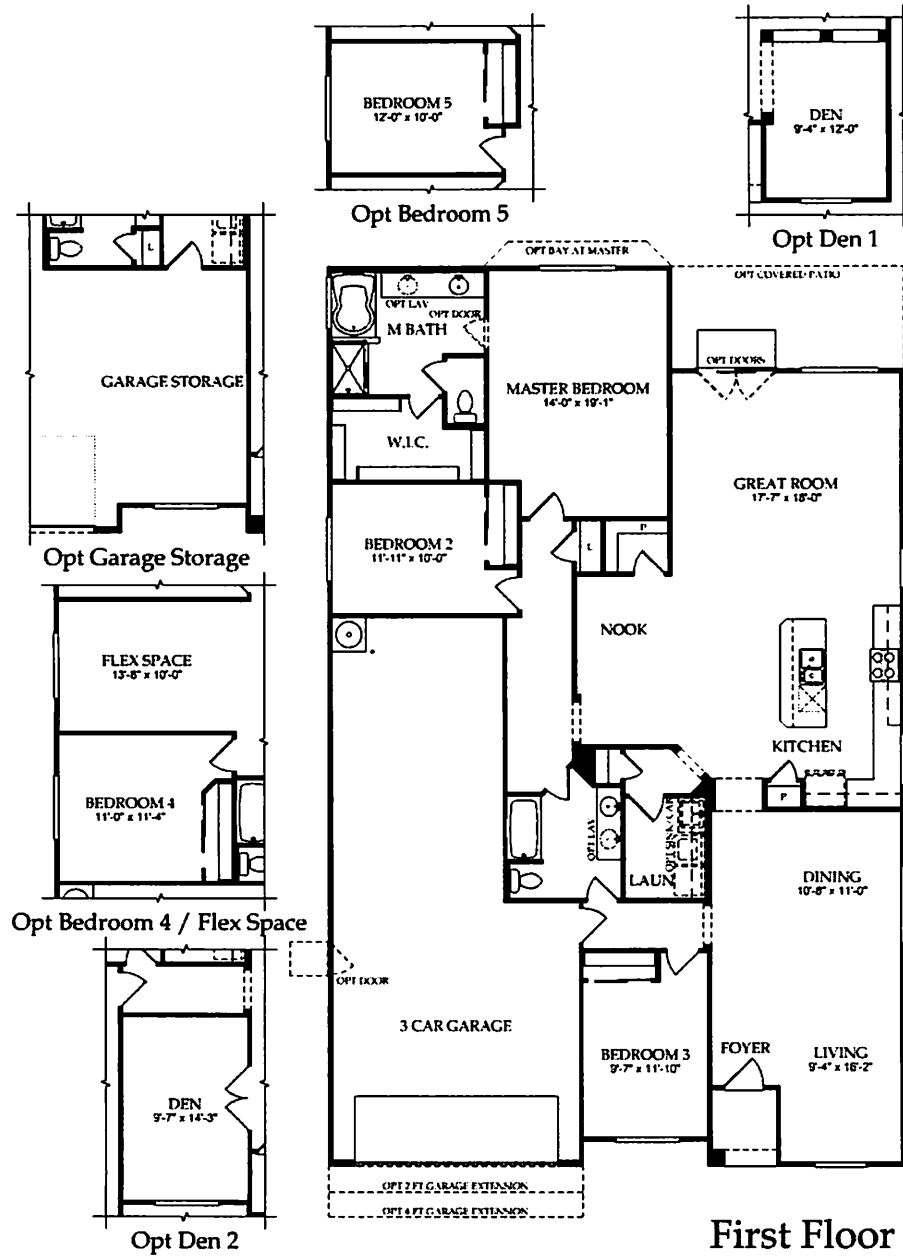 BEDROOM 5
12'-0" x 10'-0"
Opt Bedroom 5
DEN
9'-4" x 12'-0"
Opt Den 1
L
GARAGE STORAGE
Opt Garage Storage
FLEX SPACE
13'-8" x 10'-0"
BEDROOM 4
11'-0" x 11'-4"
Opt Bedroom 4 / Flex Space
DEN
9'-7" x 14'-3"
Opt Den 2
OPT BAY AT MASTER
OPT COVERED PATIO
OPT LAV
OPT DOOR
M BATH
OPT DOORS
MASTER BEDROOM
14'-0" x 19'-1"
W.I.C.
GREAT ROOM
17'-7" x 18'-0"
BEDROOM 2
11'-11" x 10'-0"
L
P
NOOK
KITCHEN
P
OPT LAV
OPT SINK/CAB
LAUN
DINING
10'-8" x 11'-0"
OPT DOOR
3 CAR GARAGE
BEDROOM 3
9'-7" x 11'-10"
FOYER
LIVING
9'-4" x 16'-2"
OPT 2 FT GARAGE EXTENSION
OPT 4 FT GARAGE EXTENSION
First Floor